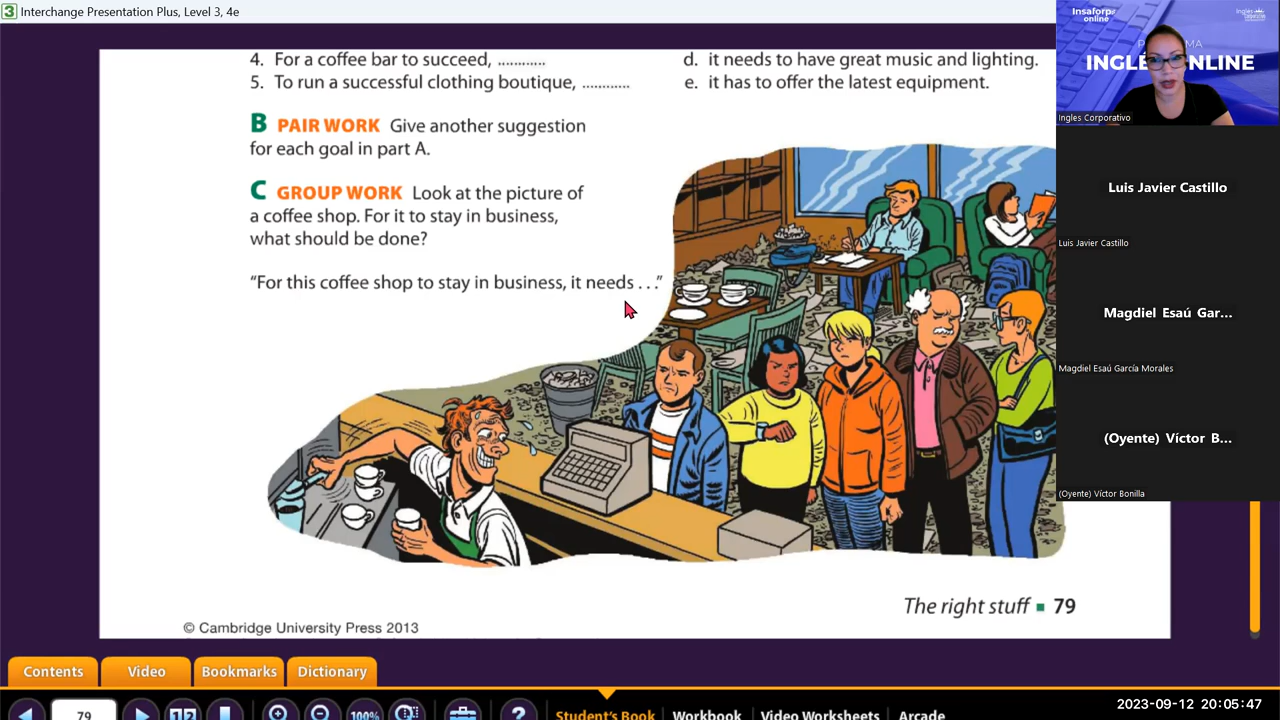 Interchange Presentation Plus, Level 3, 4e
4. For a coffee bar to succeed, ............
5. To run a successful clothing boutique, ............
d. it needs to have great music and lighting.
e. it has to offer the latest equipment.
B PAIR WORK Give another suggestion
for each goal in part A.
C GROUP WORK Look at the picture of
a coffee shop. For it to stay in business,
what should be done?
“For this coffee shop to stay in business, it needs . . .”
The right stuff ▪ 79
© Cambridge University Press 2013
Insaforp
online
Ingles Corporativo
Luis Javier Castillo
Luis Javier Castillo
Magdiel Esaú Gar...
Magdiel Esaú García Morales
(Oyente) Víctor B...
(Oyente) Víctor Bonilla
Contents
Video
Bookmarks
Dictionary
79
1 2
100%
?
Student's Book
Workbook
Video Worksheets
Arcade
2023-09-12 20:05:47